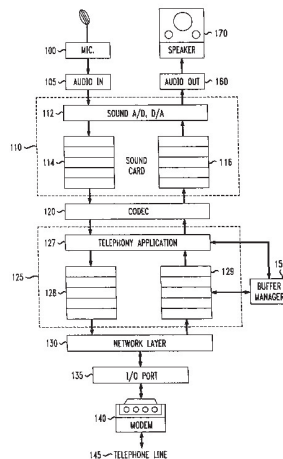 170
100
MIC.
SPEAKER
105
AUDIO IN
AUDIO OUT
160
112
SOUND A/D, D/A
110
114
SOUND
CARD
116
120
CODEC
127
TELEPHONY APPLICATION
125
128
129
15
BUFFER
MANAGER
130
NETWORK LAYER
135
I/O PORT
140
MODEM
145
TELEPHONE LINE